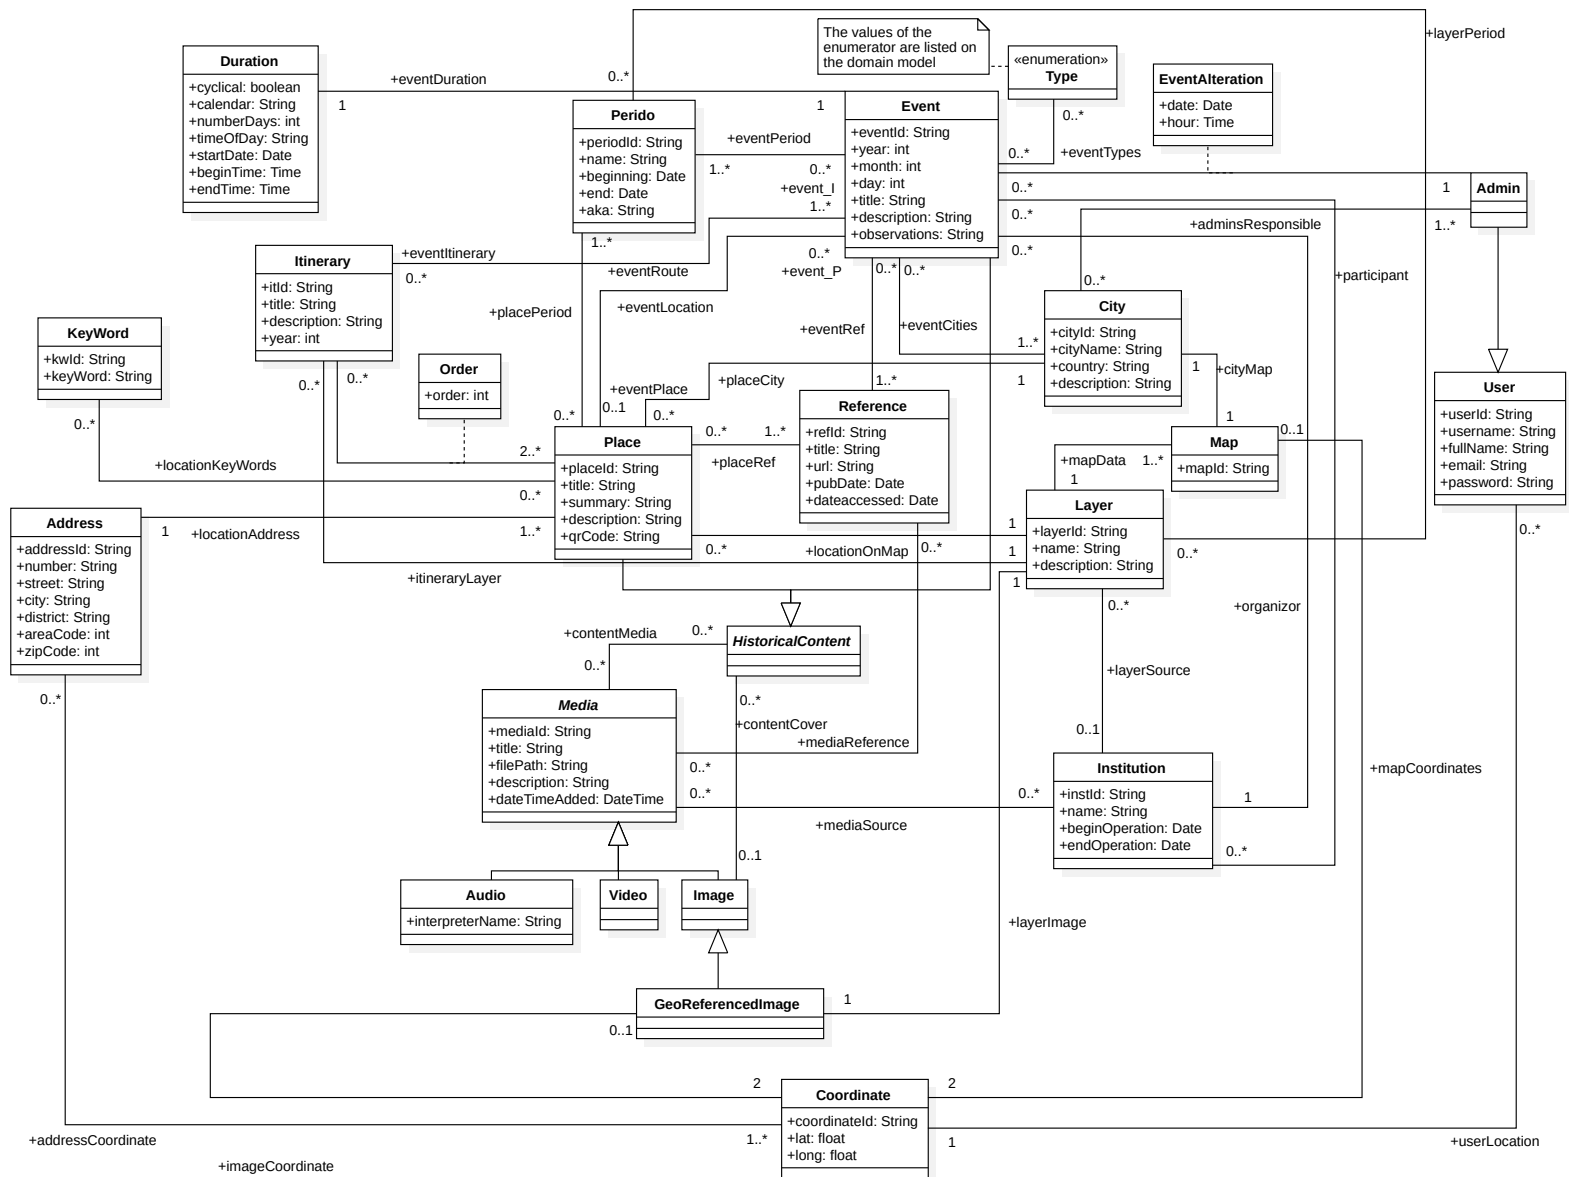 +layerPeriod
The values of the
enumerator are listed on
the domain model
«enumeration»
Type
0..*
+eventTypes
0..*
EventAlteration
+date: Date
+hour: Time
Duration
+cyclical: boolean
+calendar: String
+numberDays: int
+timeOfDay: String
+startDate: Date
+beginTime: Time
+endTime: Time
+eventDuration
1
1
0..*
Perido
+periodId: String
+name: String
+beginning: Date
+end: Date
+aka: String
+eventPeriod
1..*
0..*
+event_I
1..*
Event
+eventId: String
+year: int
+month: int
+day: int
+title: String
+description: String
+observations: String
0..*
1
0..*
+adminsResponsible
1..*
0..*
Admin
+participant
Itinerary
+itId: String
+title: String
+description: String
+year: int
+eventItinerary
0..*
1..*
+eventRoute
0..*
+event_P
0..*
0..*
+placePeriod
+eventLocation
+eventRef
+eventCities
0..*
City
+cityId: String
+cityName: String
+country: String
+description: String
1..*
1
1
+cityMap
1
KeyWord
+kwId: String
+keyWord: String
0..*
0..*
0..*
Order
+order: int
+eventPlace
+placeCity
0..*
0..1
0..*
1..*
Reference
+refId: String
+title: String
+url: String
+pubDate: Date
+dateaccessed: Date
User
+userId: String
+username: String
+fullName: String
+email: String
+password: String
0..*
Place
+placeId: String
+title: String
+summary: String
+description: String
+qrCode: String
0..*
1..*
+placeRef
2..*
+locationKeyWords
0..*
Map
+mapId: String
0..1
+mapData
1..*
1
Address
+addressId: String
+number: String
+street: String
+city: String
+district: String
+areaCode: int
+zipCode: int
1
+locationAddress
1..*
Layer
+layerId: String
+name: String
+description: String
1
0..*
+locationOnMap
0..*
1
0..*
+itineraryLayer
1
0..*
+organizor
+contentMedia
0..*
0..*
HistoricalContent
+layerSource
0..*
Media
+mediaId: String
+title: String
+filePath: String
+description: String
+dateTimeAdded: DateTime
0..*
+contentCover
+mediaReference
0..*
0..1
Institution
+instId: String
+name: String
+beginOperation: Date
+endOperation: Date
+mapCoordinates
0..*
0..*
1
+mediaSource
0..1
0..*
Audio
+interpreterName: String
Video
Image
+layerImage
GeoReferencedImage
1
0..1
2
2
Coordinate
+coordinateId: String
+lat: float
+long: float
+addressCoordinate
1..*
1
+userLocation
+imageCoordinate